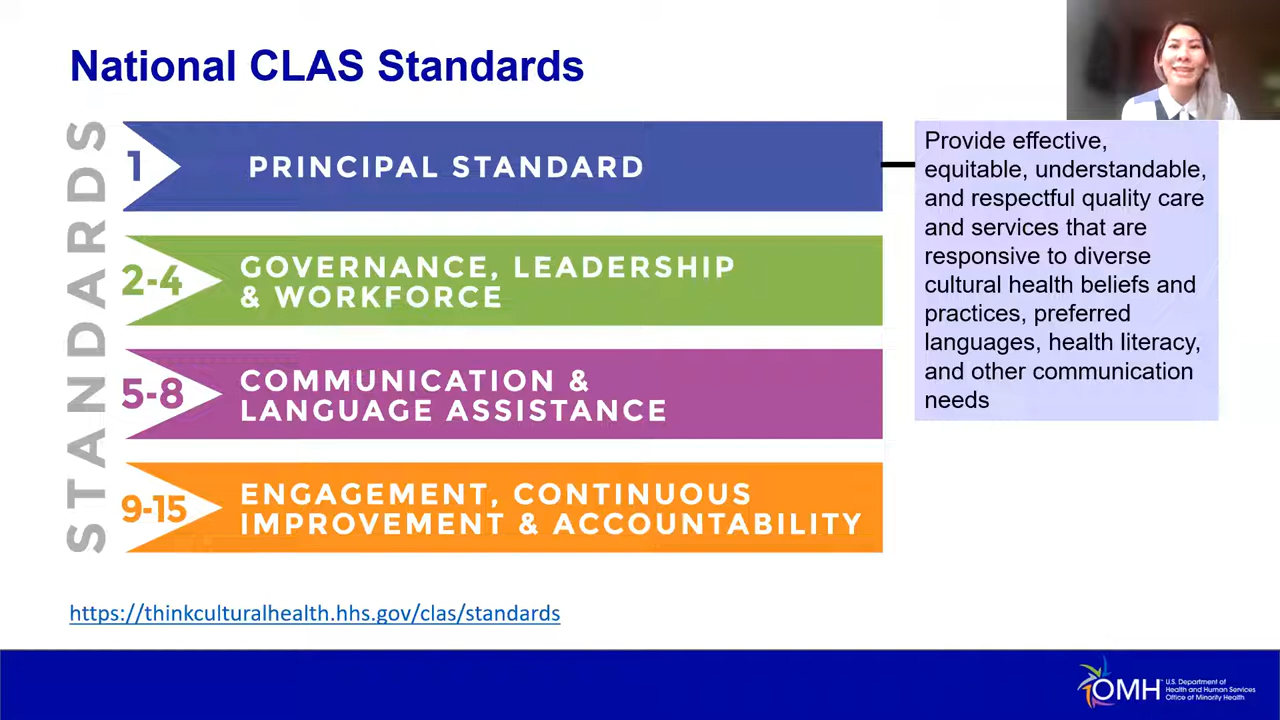 National CLAS Standards
STANDARDS
1
PRINCIPAL STANDARD
2-4
GOVERNANCE, LEADERSHIP
& WORKFORCE
5-8
COMMUNICATION &
LANGUAGE ASSISTANCE
9-15
ENGAGEMENT, CONTINUOUS
IMPROVEMENT & ACCOUNTABILITY
Provide effective,
equitable, understandable,
and respectful quality care
and services that are
responsive to diverse
cultural health beliefs and
practices, preferred
languages, health literacy,
and other communication
needs
https://thinkculturalhealth.hhs.gov/clas/standards
OMH
U.S. Department of
Health and Human Services
Office of Minority Health